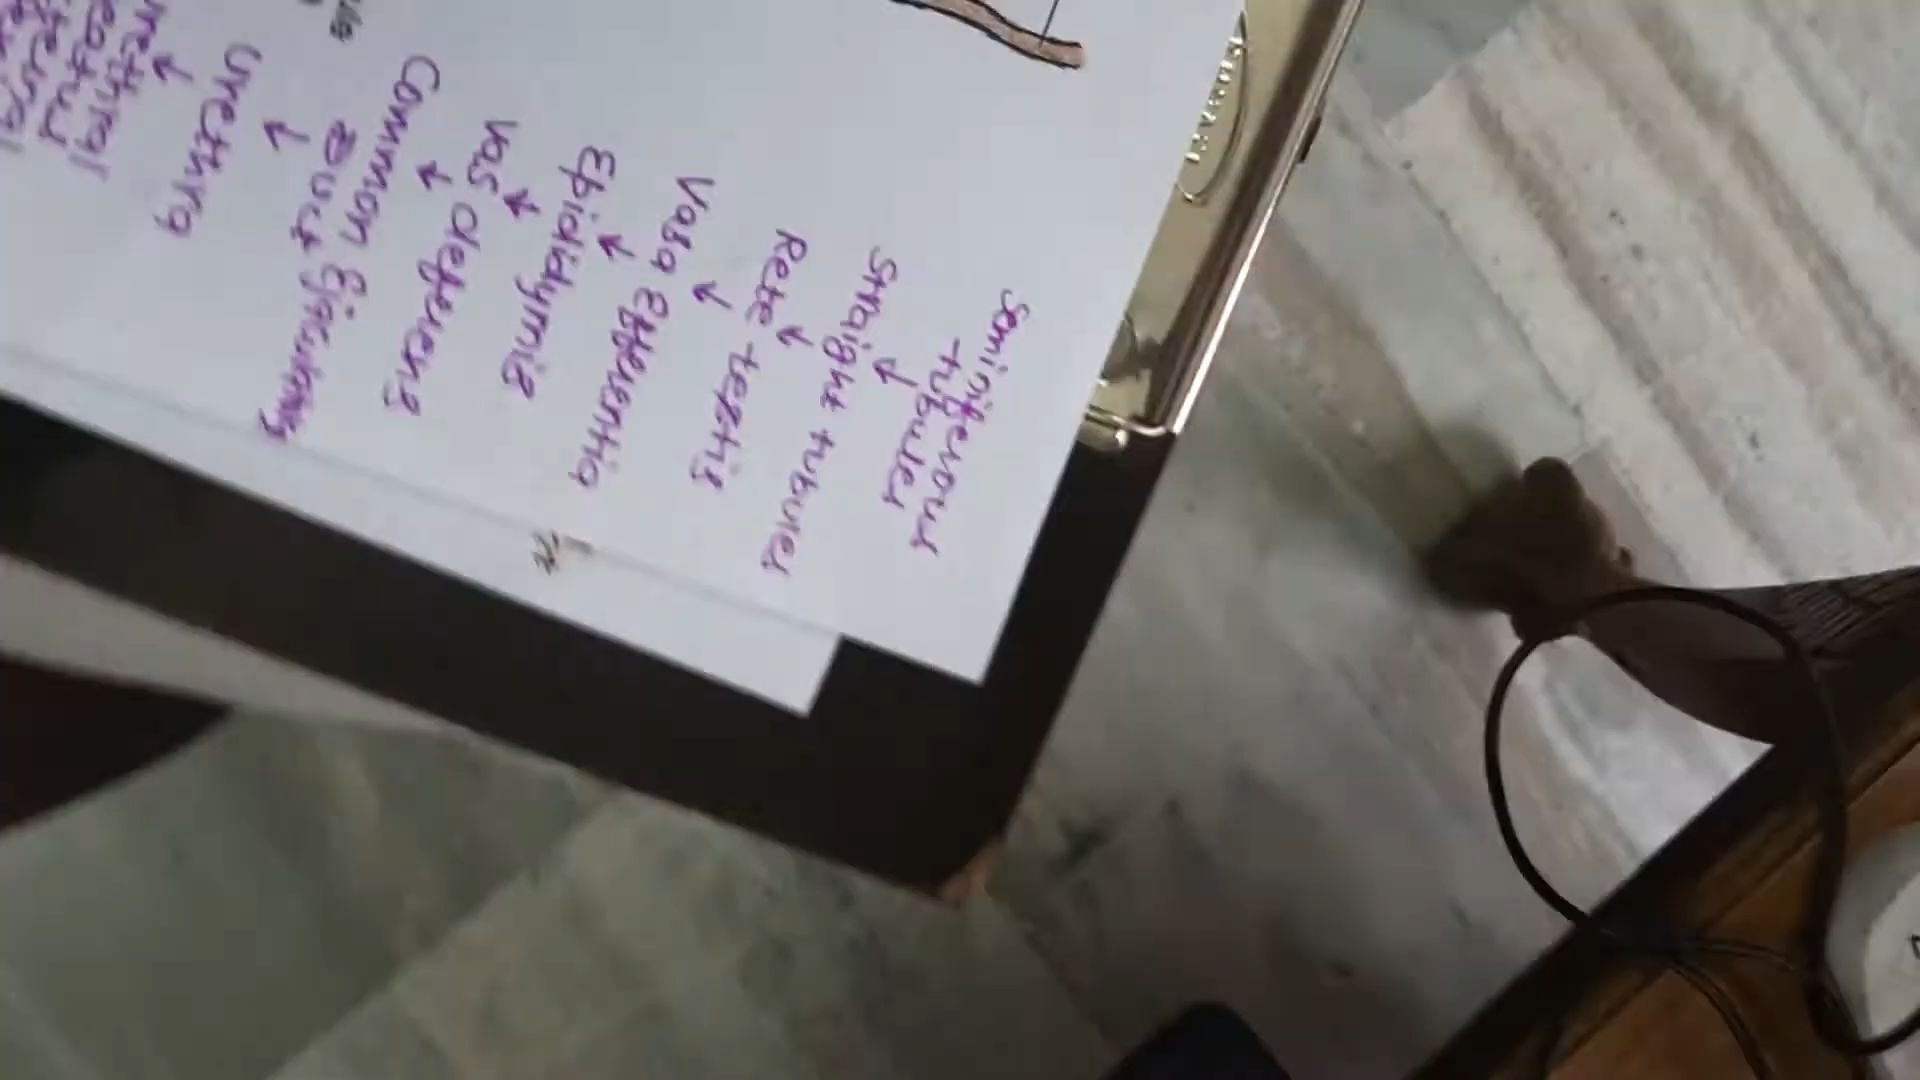 Seminiferous
tubules
↓
Straight tubules
↓
Rete-testis
↓
Vasa Efferentia
↓
Epididymis
↓
Vas deferens
↓
Common Ejaculatory
Duct
↓
Urethra
↓